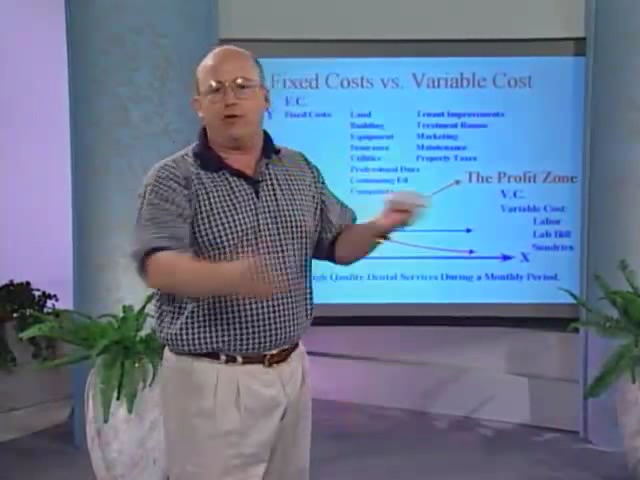 Fixed Costs vs. Variable Cost
V.C.
Y Fixed Costs
Land
Building
Equipment
Insurance
Utilities
Professional Dues
Continuing Ed
Computers
Tenant Improvements
Treatment Rooms
Marketing
Maintenance
Property Taxes
The Profit Zone
V.C.
Variable Cost:
Labor
Lab Bill
Sundries
X
Quality Dental Services During a Monthly Period.